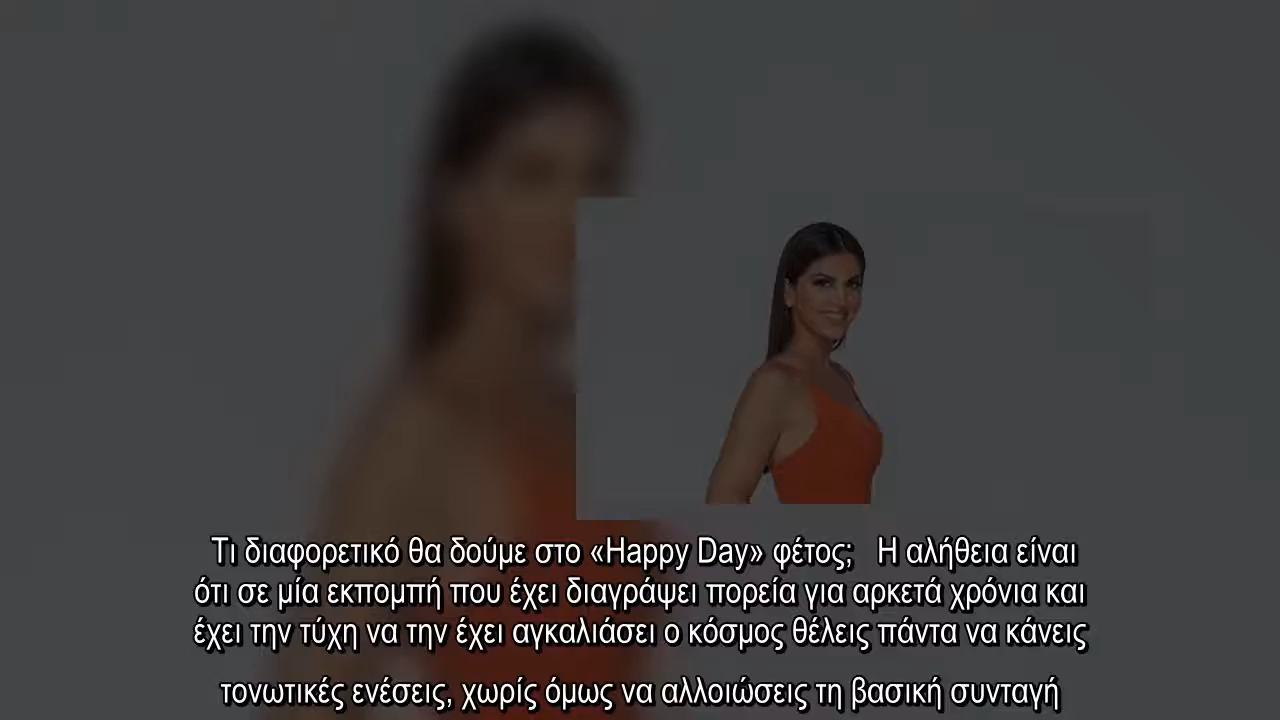 Τι διαφορετικό θα δούμε στο «Happy Day» φέτος; Η αλήθεια είναι
ότι σε μία εκπομπή που έχει διαγράψει πορεία για αρκετά χρόνια και
έχει την τύχη να την έχει αγκαλιάσει ο κόσμος θέλεις πάντα να κάνεις
τονωτικές ενέσεις, χωρίς όμως να αλλοιώσεις τη βασική συνταγή